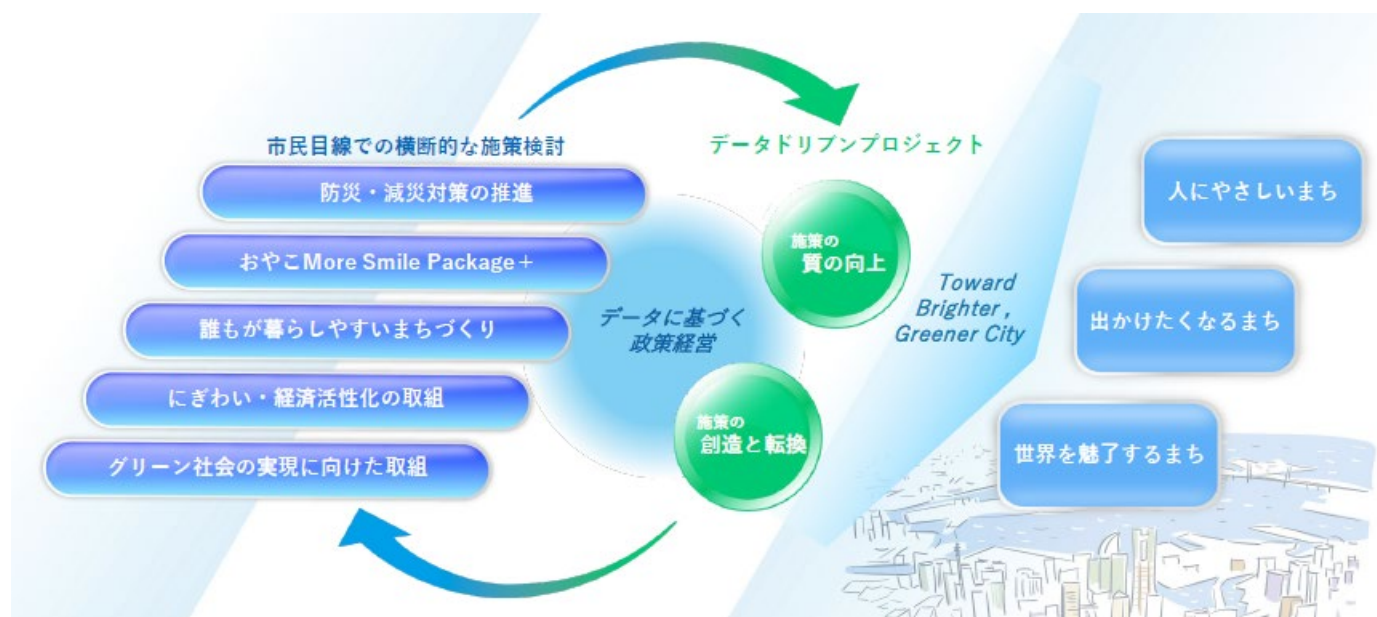 市民目線での横断的な施策検討
防災・減災対策の推進
おやこMore Smile Package＋
誰もが暮らしやすいまちづくり
にぎわい・経済活性化の取組
グリーン社会の実現に向けた取組
データに基づく
政策経営
データドリブンプロジェクト
施策の
質の向上
施策の
創造と転換
Toward
Brighter ,
Greener City
人にやさしいまち
出かけたくなるまち
世界を魅了するまち